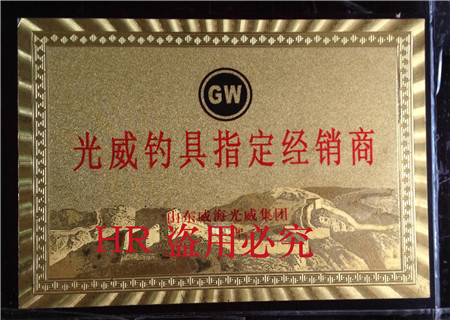 GW
光威钓具指定经销商
山东威海光威集团
HR 盗用必究